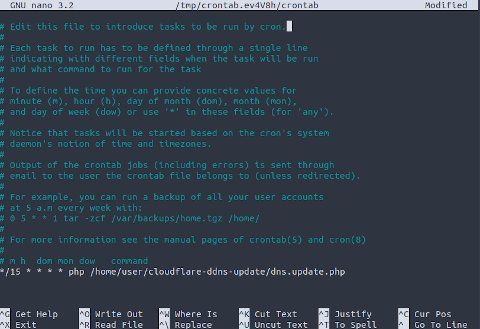 GNU nano 3.2 /tmp/crontab.ev4V8h/crontab Modified
# Edit this file to introduce tasks to be run by cron.
#
# Each task to run has to be defined through a single line
# indicating with different fields when the task will be run
# and what command to run for the task
#
# To define the time you can provide concrete values for
# minute (m), hour (h), day of month (dom), month (mon),
# and day of week (dow) or use '*' in these fields (for 'any').
#
# Notice that tasks will be started based on the cron's system
# daemon's notion of time and timezones.
#
# Output of the crontab jobs (including errors) is sent through
# email to the user the crontab file belongs to (unless redirected).
#
# For example, you can run a backup of all your user accounts
# at 5 a.m every week with:
# 0 5 * * 1 tar -zcf /var/backups/home.tgz /home/
#
# For more information see the manual pages of crontab(5) and cron(8)
#
# m h dom mon dow command
*/15 * * * * php /home/user/cloudflare-ddns-update/dns.update.php
^G Get Help ^O Write Out ^W Where Is ^K Cut Text ^J Justify ^C Cur Pos
^X Exit ^R Read File ^\ Replace ^U Uncut Text ^T To Spell ^_ Go To Line